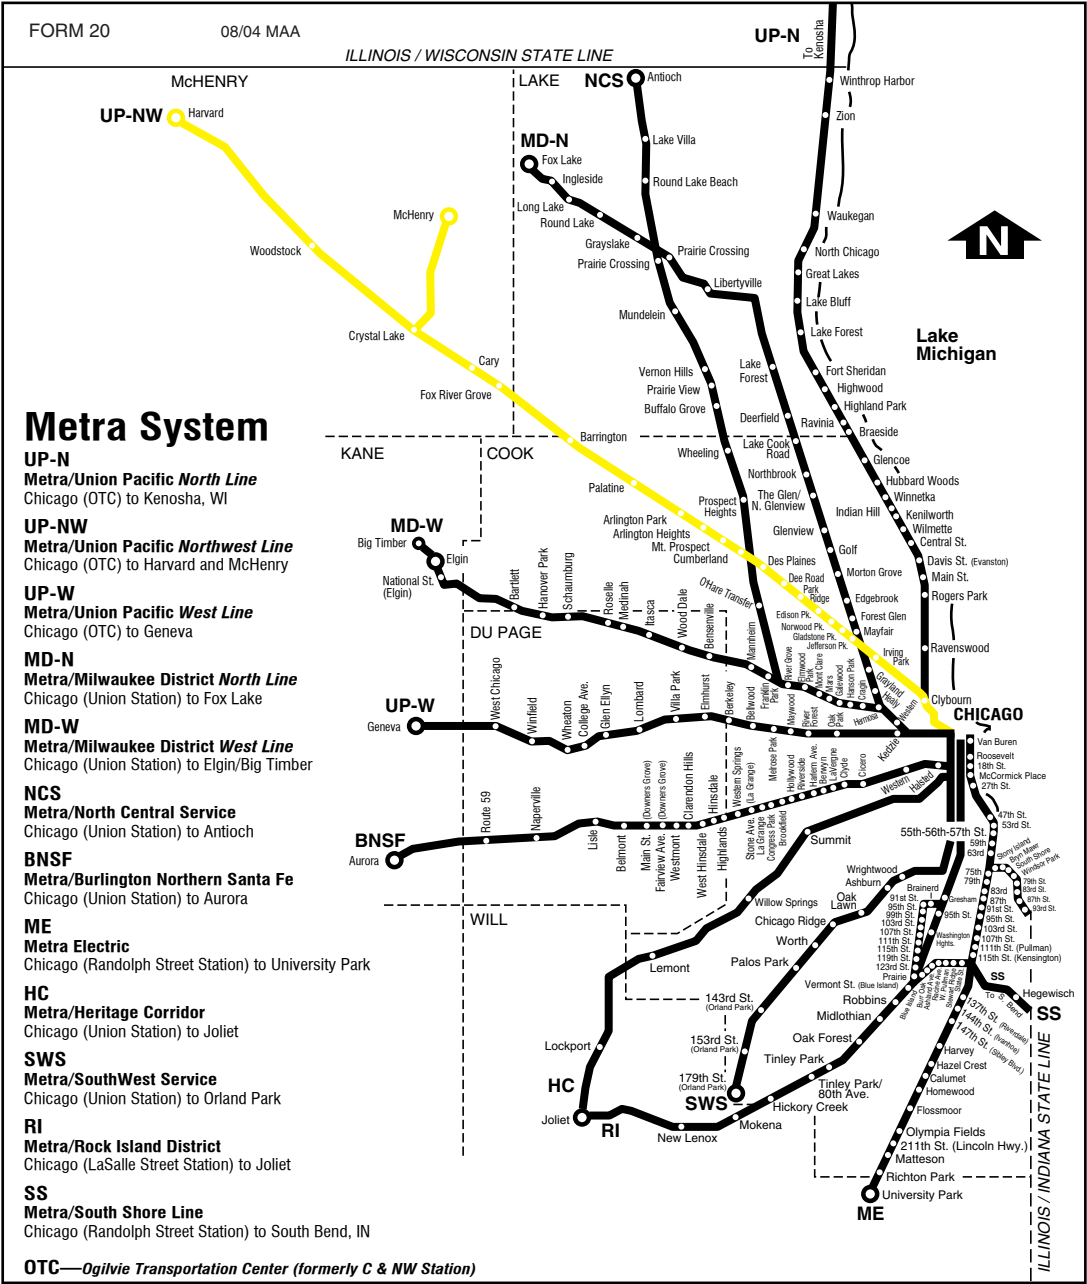 FORM 20
08/04 MAA
ILLINOIS / WISCONSIN STATE LINE
McHENRY
LAKE
UP-N
To Kenosha
NCS
Antioch
Winthrop Harbor
UP-NW
Harvard
Zion
MD-N
Fox Lake
Lake Villa
Ingleside
Round Lake Beach
McHenry
Long Lake
Round Lake
Waukegan
Woodstock
Grayslake
Prairie Crossing
Prairie Crossing
North Chicago
N
Great Lakes
Libertyville
Lake Bluff
Mundelein
Crystal Lake
Lake Forest
Lake
Michigan
Cary
Vernon Hills
Lake
Forest
Fort Sheridan
Prairie View
Highwood
Fox River Grove
Buffalo Grove
Highland Park
Deerfield
Ravinia
Braeside
Barrington
KANE
COOK
Wheeling
Lake Cook
Road
Glencoe
Northbrook
Hubbard Woods
Palatine
Prospect
Heights
The Glen/
N. Glenview
Winnetka
Indian Hill
Kenilworth
Arlington Park
Arlington Heights
Mt. Prospect
Cumberland
Glenview
Wilmette
Central St.
MD-W
Big Timber
Elgin
National St.
(Elgin)
Golf
Davis St. (Evanston)
Des Plaines
Dee Road
Park
Ridge
Morton Grove
Main St.
Edgebrook
Rogers Park
O'Hare Transfer
Edison Pk.
Norwood Pk.
Gladstone Pk.
Jefferson Pk.
Forest Glen
Mayfair
Irving
Park
Ravenswood
Bartlett
Hanover Park
Schaumburg
Roselle
Medinah
Itasca
Wood Dale
Bensenville
Mannheim
Franklin
Park
River Grove
Elmwood
Park
Mont Clare
Mars
Galewood
Hanson Park
Cragin
Hermosa
Grayland
Healy
Western
Clybourn
DU PAGE
UP-W
Geneva
West Chicago
Winfield
Wheaton
College Ave.
Glen Ellyn
Lombard
Villa Park
Elmhurst
Berkeley
Bellwood
Melrose Park
Maywood
River
Forest
Oak
Park
Kedzie
CHICAGO
Van Buren
Roosevelt
18th St.
McCormick Place
27th St.
47th St.
53rd St.
55th-56th-57th St.
59th
63rd
Stony Island
Bryn Mawr
South Shore
Windsor Park
75th
79th
79th St.
83rd St.
87th St.
93rd St.
83rd
87th
91st St.
95th St.
103rd St.
107th St.
111th St. (Pullman)
115th St. (Kensington)
BNSF
Aurora
Route 59
Naperville
Lisle
Belmont
Main St.
(Downers Grove)
Fairview Ave.
(Downers Grove)
Westmont
Clarendon Hills
West Hinsdale
Hinsdale
Highlands
Western Springs
Stone Ave.
(La Grange)
La Grange
Congress Park
Brookfield
Hollywood
Riverside
Harlem Ave.
Berwyn
LaVergne
Clyde
Cicero
Western
Halsted
Summit
Willow Springs
Lemont
Lockport
WILL
Wrightwood
Ashburn
Oak
Lawn
Chicago Ridge
Worth
Palos Park
143rd St.
(Orland Park)
153rd St.
(Orland Park)
179th St.
(Orland Park)
SWS
Brainerd
91st St.
95th St.
99th St.
103rd St.
107th St.
111th St.
115th St.
119th St.
123rd St.
Prairie
Gresham
95th St.
Washington
Hghts.
Vermont St. (Blue Island)
Robbins
Midlothian
Oak Forest
Tinley Park
Tinley Park/
80th Ave.
Hickory Creek
Mokena
New Lenox
HC
Joliet
RI
Blue Island
Burr Oak
Ashland Ave.
Racine Ave.
W. Pullman
Stewart Ridge
State St.
SS
To S. Bend
Hegewisch
SS
137th St. (Riverdale)
144th St. (Ivanhoe)
147th St. (Sibley Blvd.)
Harvey
Hazel Crest
Calumet
Homewood
Flossmoor
Olympia Fields
211th St. (Lincoln Hwy.)
Matteson
Richton Park
University Park
ME
ILLINOIS / INDIANA STATE LINE
Metra System
UP-N
Metra/Union Pacific North Line
Chicago (OTC) to Kenosha, WI
UP-NW
Metra/Union Pacific Northwest Line
Chicago (OTC) to Harvard and McHenry
UP-W
Metra/Union Pacific West Line
Chicago (OTC) to Geneva
MD-N
Metra/Milwaukee District North Line
Chicago (Union Station) to Fox Lake
MD-W
Metra/Milwaukee District West Line
Chicago (Union Station) to Elgin/Big Timber
NCS
Metra/North Central Service
Chicago (Union Station) to Antioch
BNSF
Metra/Burlington Northern Santa Fe
Chicago (Union Station) to Aurora
ME
Metra Electric
Chicago (Randolph Street Station) to University Park
HC
Metra/Heritage Corridor
Chicago (Union Station) to Joliet
SWS
Metra/SouthWest Service
Chicago (Union Station) to Orland Park
RI
Metra/Rock Island District
Chicago (LaSalle Street Station) to Joliet
SS
Metra/South Shore Line
Chicago (Randolph Street Station) to South Bend, IN
OTC—Ogilvie Transportation Center (formerly C & NW Station)